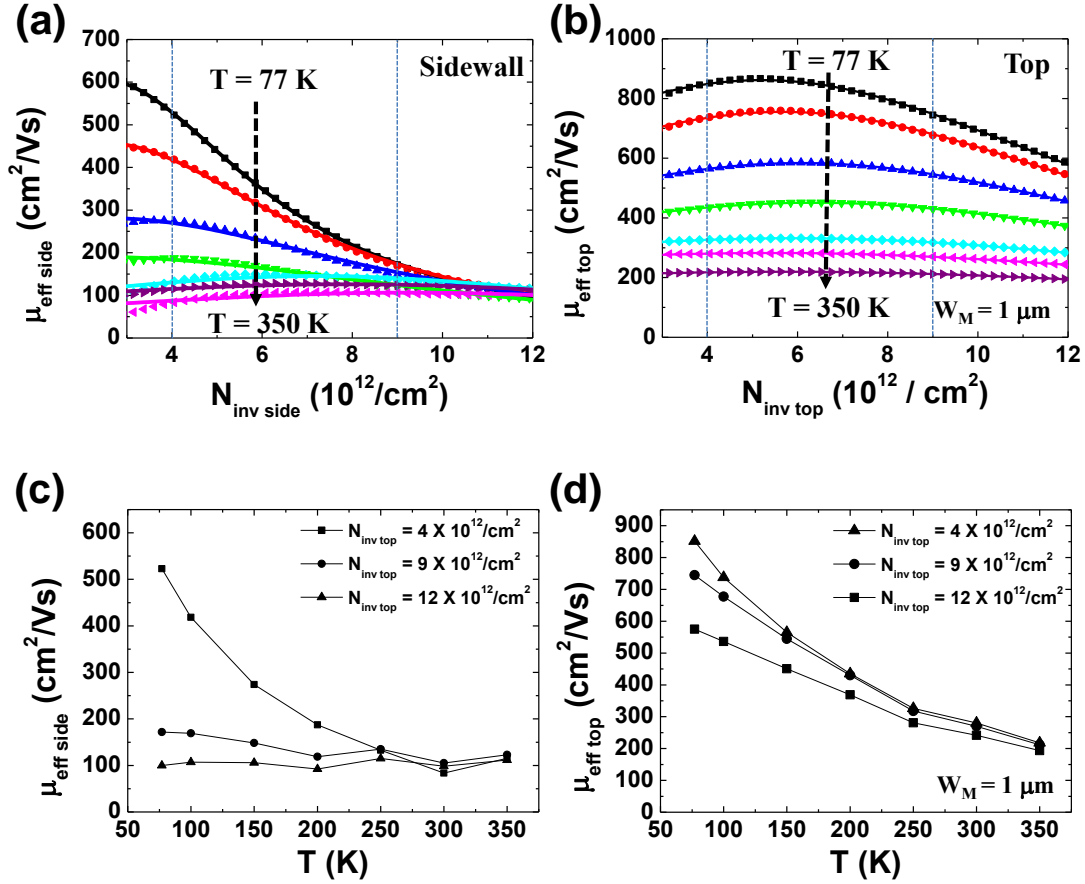 (a)
700
600
500
400
300
200
100
0
μeff side (cm²/Vs)
Sidewall
T = 77 K
T = 350 K
4 6 8 10 12
Ninv side (10¹²/cm²)
(b)
1000
800
600
400
200
0
μeff top (cm²/Vs)
Top
T = 77 K
T = 350 K
WM = 1 μm
4 6 8 10 12
Ninv top (10¹² / cm²)
(c)
600
500
400
300
200
100
0
μeff side (cm²/Vs)
Ninv top = 4 X 10¹²/cm²
Ninv top = 9 X 10¹²/cm²
Ninv top = 12 X 10¹²/cm²
50 100 150 200 250 300 350
T (K)
(d)
900
800
700
600
500
400
300
200
100
0
μeff top (cm²/Vs)
Ninv top = 4 X 10¹²/cm²
Ninv top = 9 X 10¹²/cm²
Ninv top = 12 X 10¹²/cm²
WM = 1 μm
50 100 150 200 250 300 350
T (K)